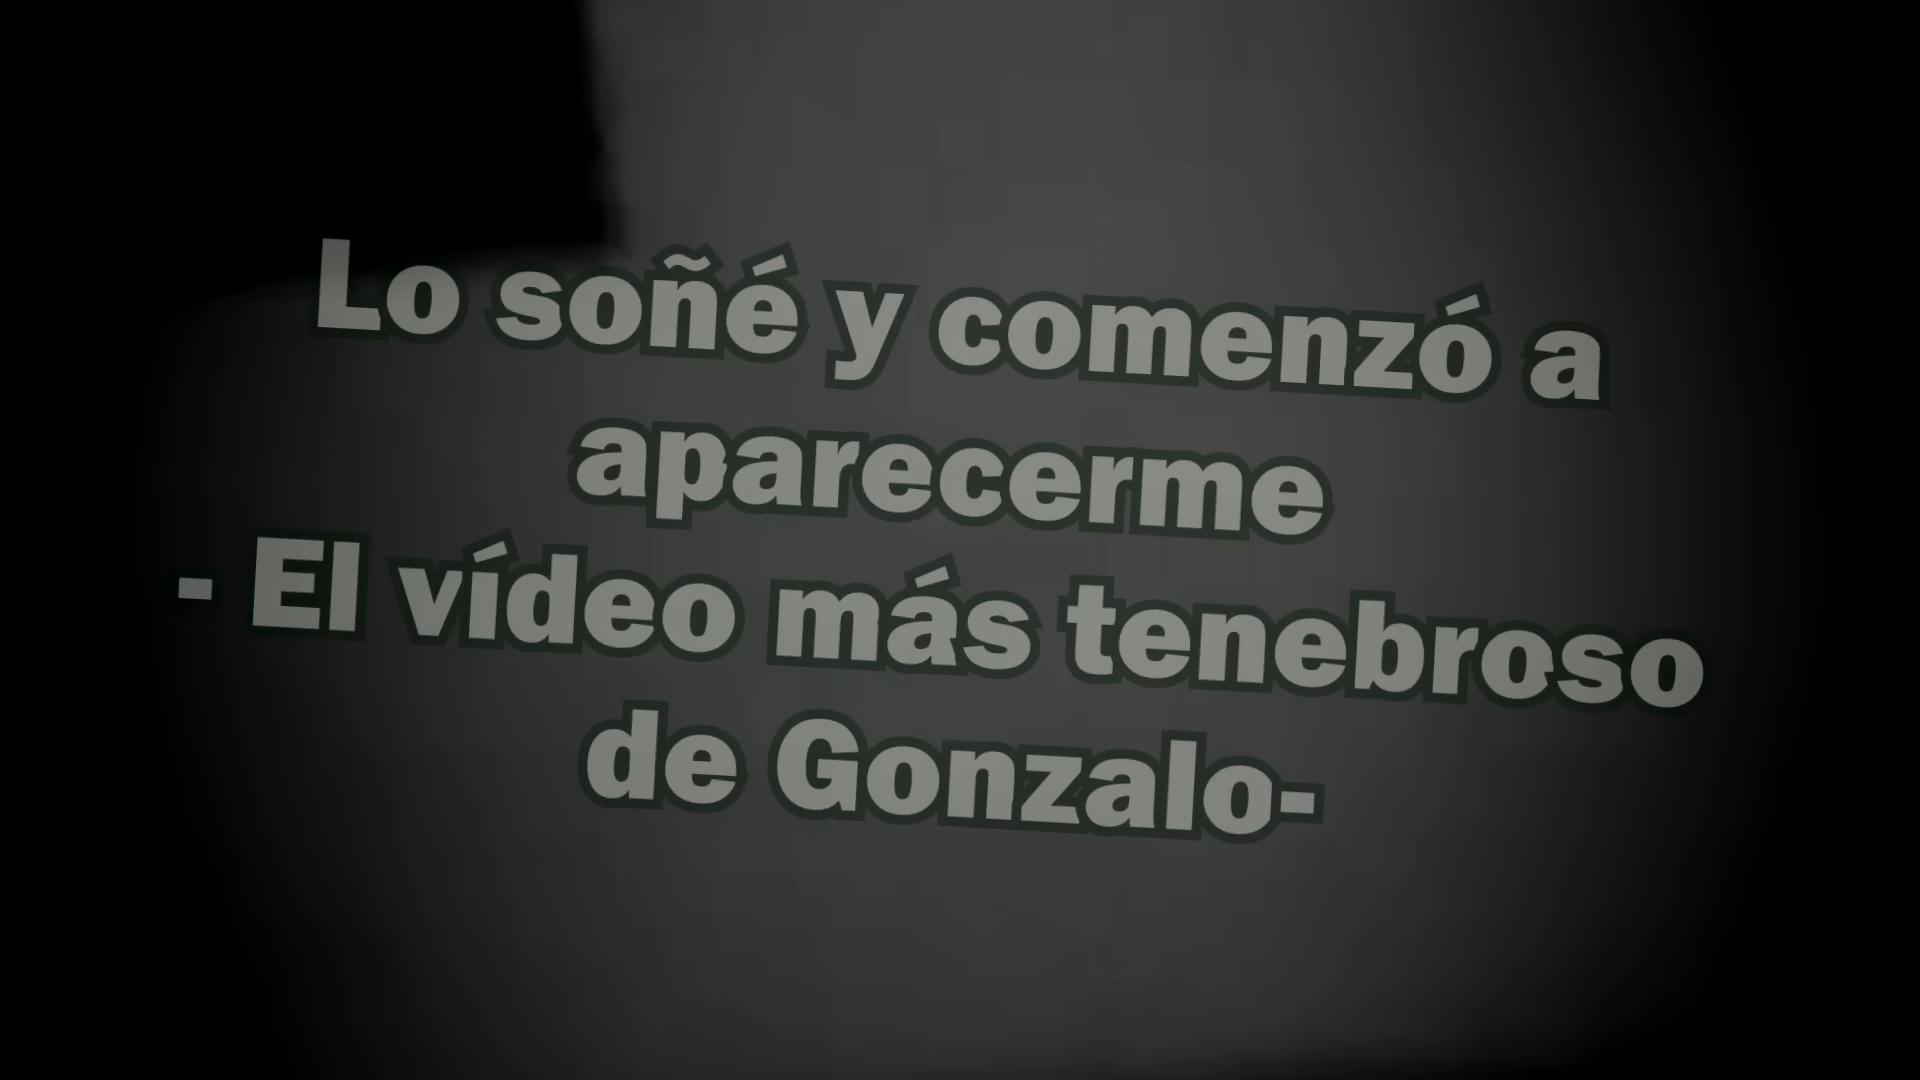 Lo soñé y comenzó a
aparecerme
- El vídeo más tenebroso
de Gonzalo-